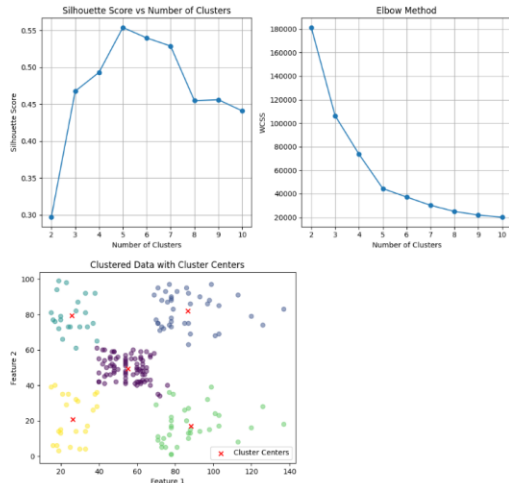 Silhouette Score vs Number of Clusters
Silhouette Score
0.55
0.50
0.45
0.40
0.35
0.30
2 3 4 5 6 7 8 9 10
Number of Clusters
Elbow Method
WCSS
180000
160000
140000
120000
100000
80000
60000
40000
20000
2 3 4 5 6 7 8 9 10
Number of Clusters
Clustered Data with Cluster Centers
Feature 2
100
80
60
40
20
0
20 40 60 80 100 120 140
Feature 1
Cluster Centers